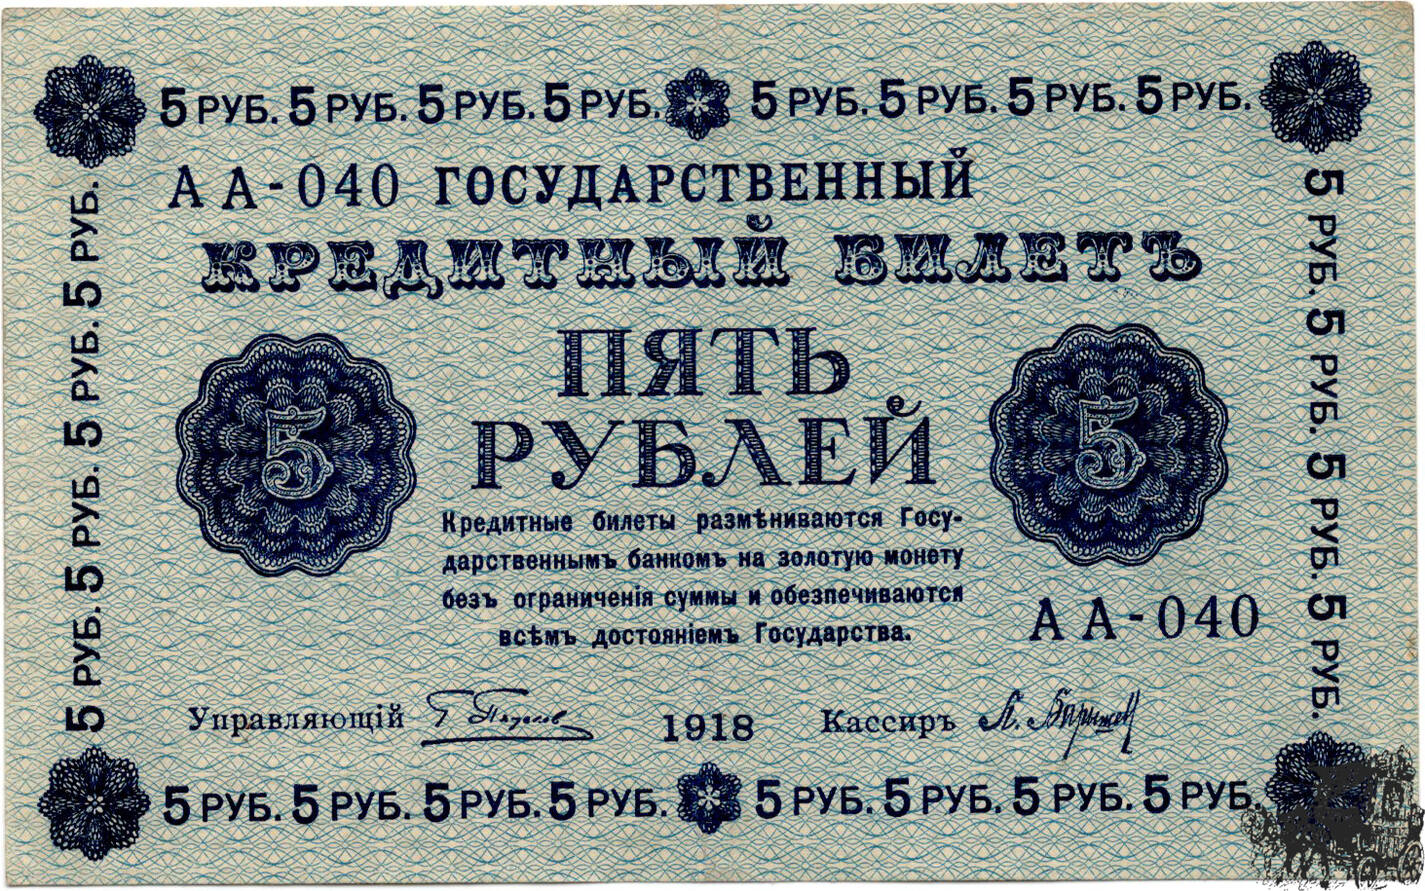 5 РУБ. 5 РУБ. 5 РУБ. 5 РУБ. 5 РУБ. 5 РУБ. 5 РУБ. 5 РУБ.
АА-040 ГОСУДАРСТВЕННЫЙ
КРЕДИТНЫЙ БИЛЕТЪ
5 РУБ. 5 РУБ. 5 РУБ. 5 РУБ.
5
ПЯТЬ
РУБЛЕЙ
5
5 РУБ. 5 РУБ. 5 РУБ. 5 РУБ.
Кредитные билеты размѣниваются Госу-
дарственнымъ банкомъ на золотую монету
безъ ограниченія суммы и обезпечиваются
всѣмъ достояніемъ Государства.
АА-040
Управляющій
1918
Кассиръ
5 РУБ. 5 РУБ. 5 РУБ. 5 РУБ. 5 РУБ. 5 РУБ. 5 РУБ. 5 РУБ.